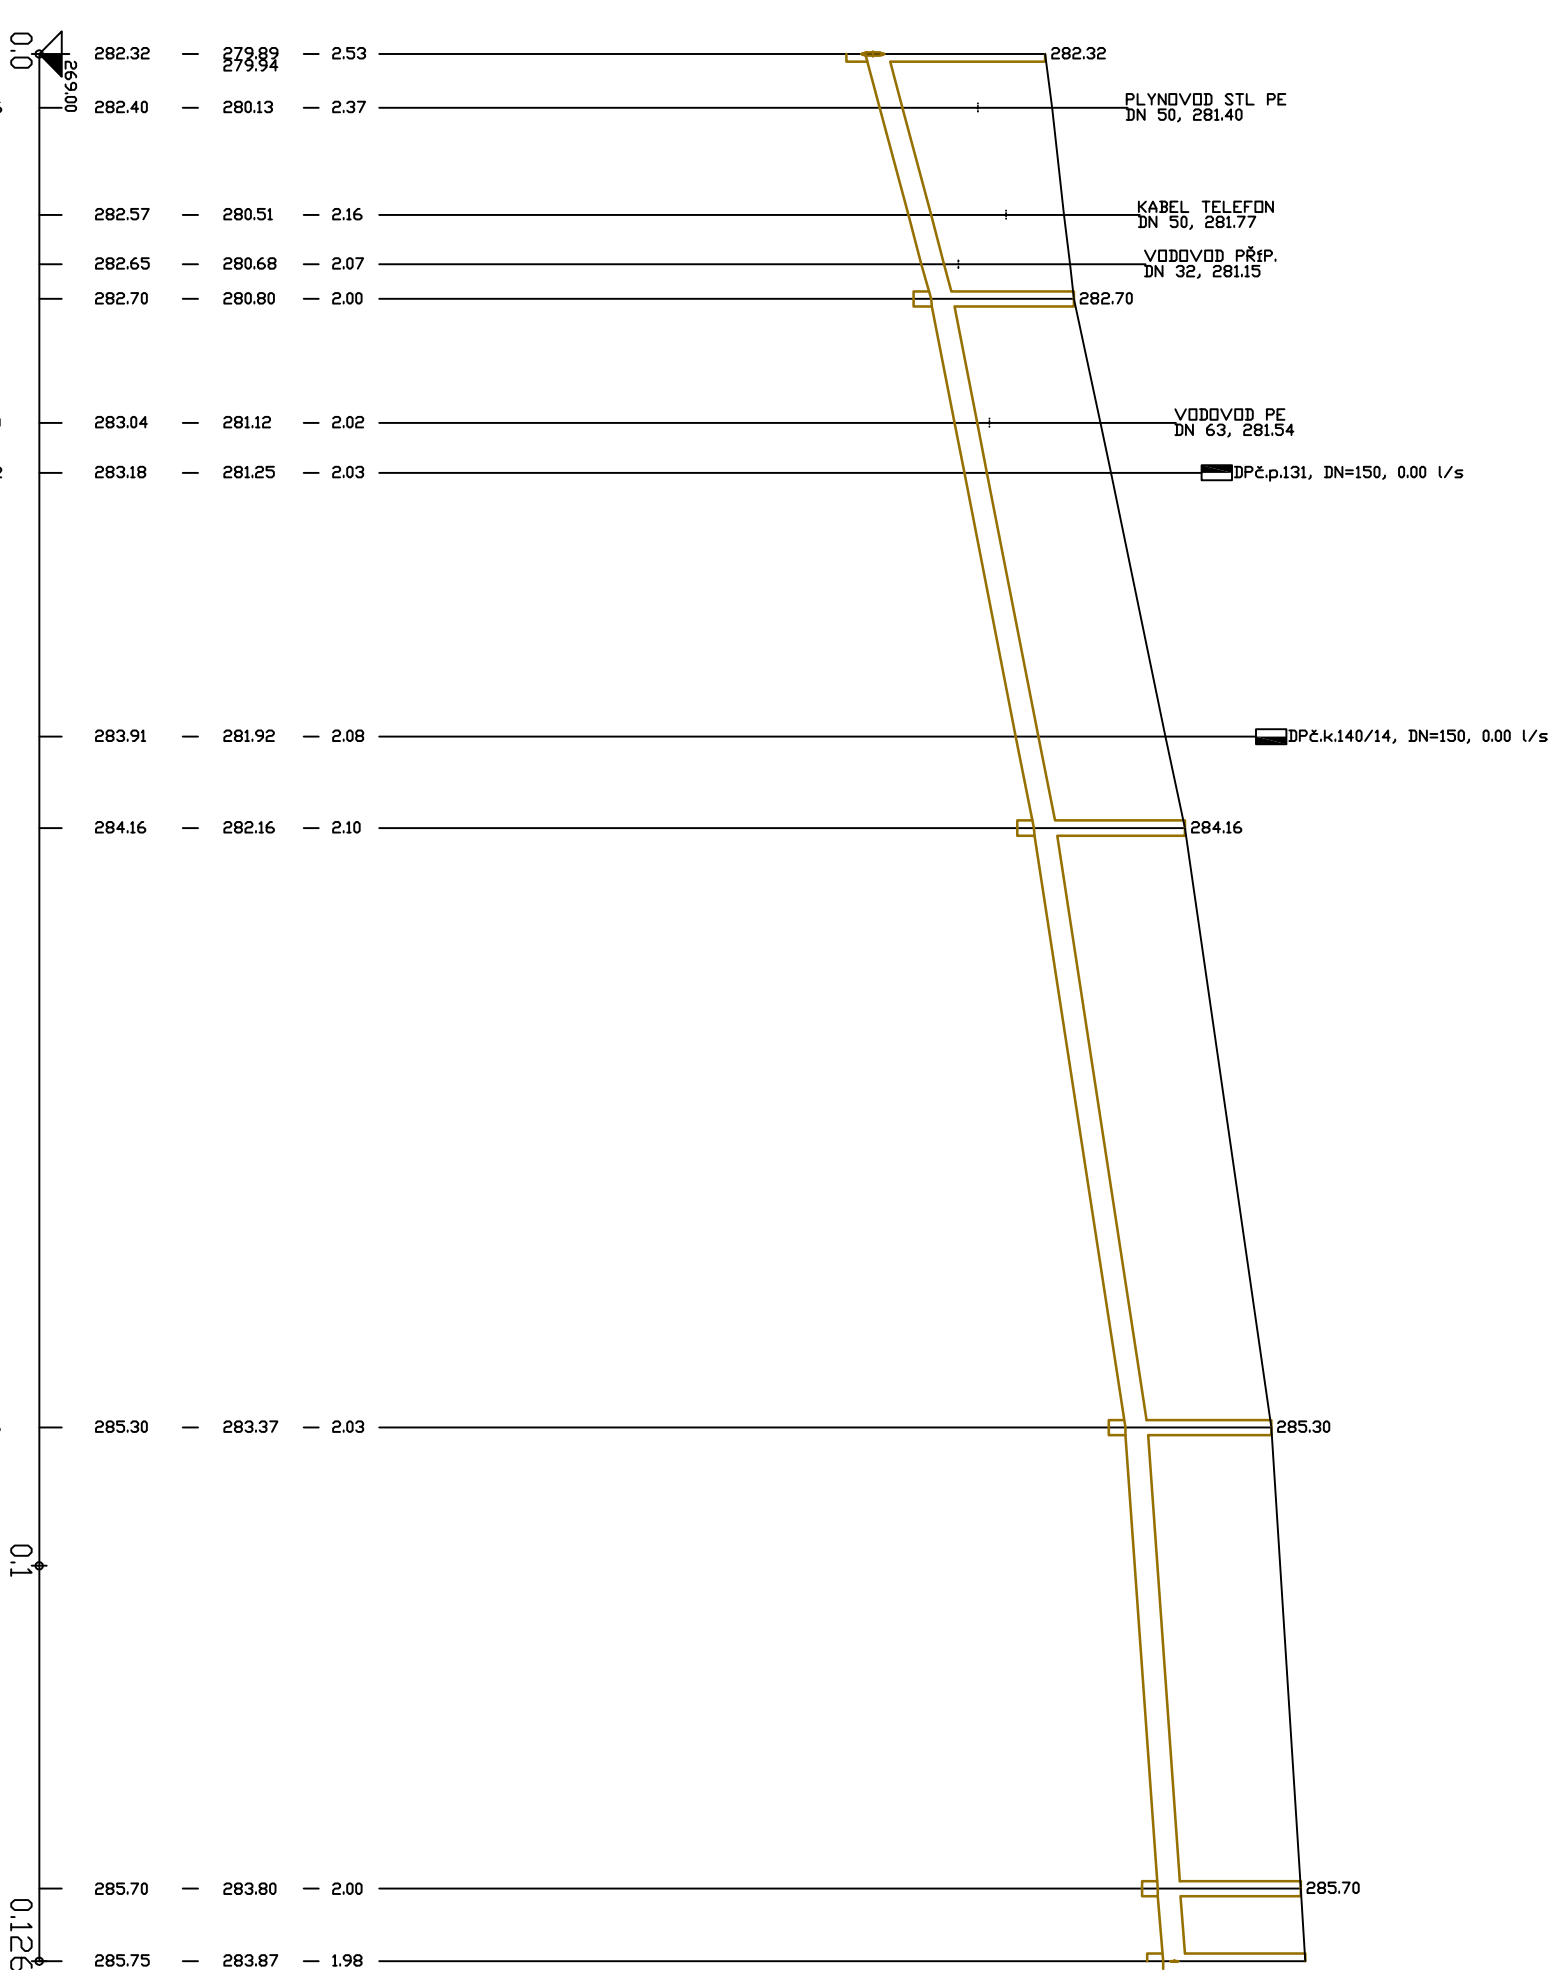 0.0
269.00
282.32 — 279.89 — 2.53
279.94
282.32
282.40 — 280.13 — 2.37
PLYNOVOD STL PE
DN 50, 281.40
282.57 — 280.51 — 2.16
KABEL TELEFON
DN 50, 281.77
282.65 — 280.68 — 2.07
VODOVOD PŘÍP.
DN 32, 281.15
282.70 — 280.80 — 2.00
282.70
283.04 — 281.12 — 2.02
VODOVOD PE
DN 63, 281.54
283.18 — 281.25 — 2.03
DPč.p.131, DN=150, 0.00 l/s
283.91 — 281.92 — 2.08
DPč.k.140/14, DN=150, 0.00 l/s
284.16 — 282.16 — 2.10
284.16
285.30 — 283.37 — 2.03
285.30
0.1
285.70 — 283.80 — 2.00
285.70
0.126
285.75 — 283.87 — 1.98